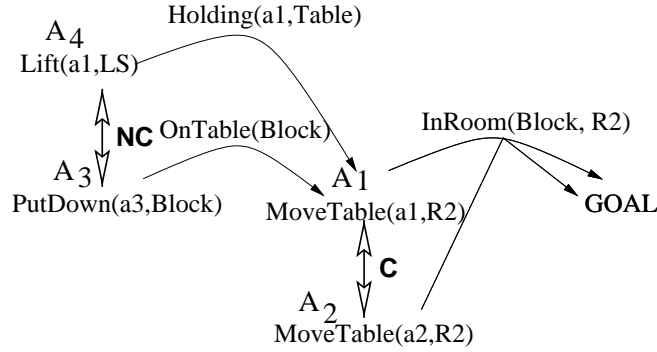 Holding(a1,Table)
A4
Lift(a1,LS)
NC
OnTable(Block)
InRoom(Block, R2)
A3
PutDown(a3,Block)
A1
MoveTable(a1,R2)
GOAL
C
A2
MoveTable(a2,R2)